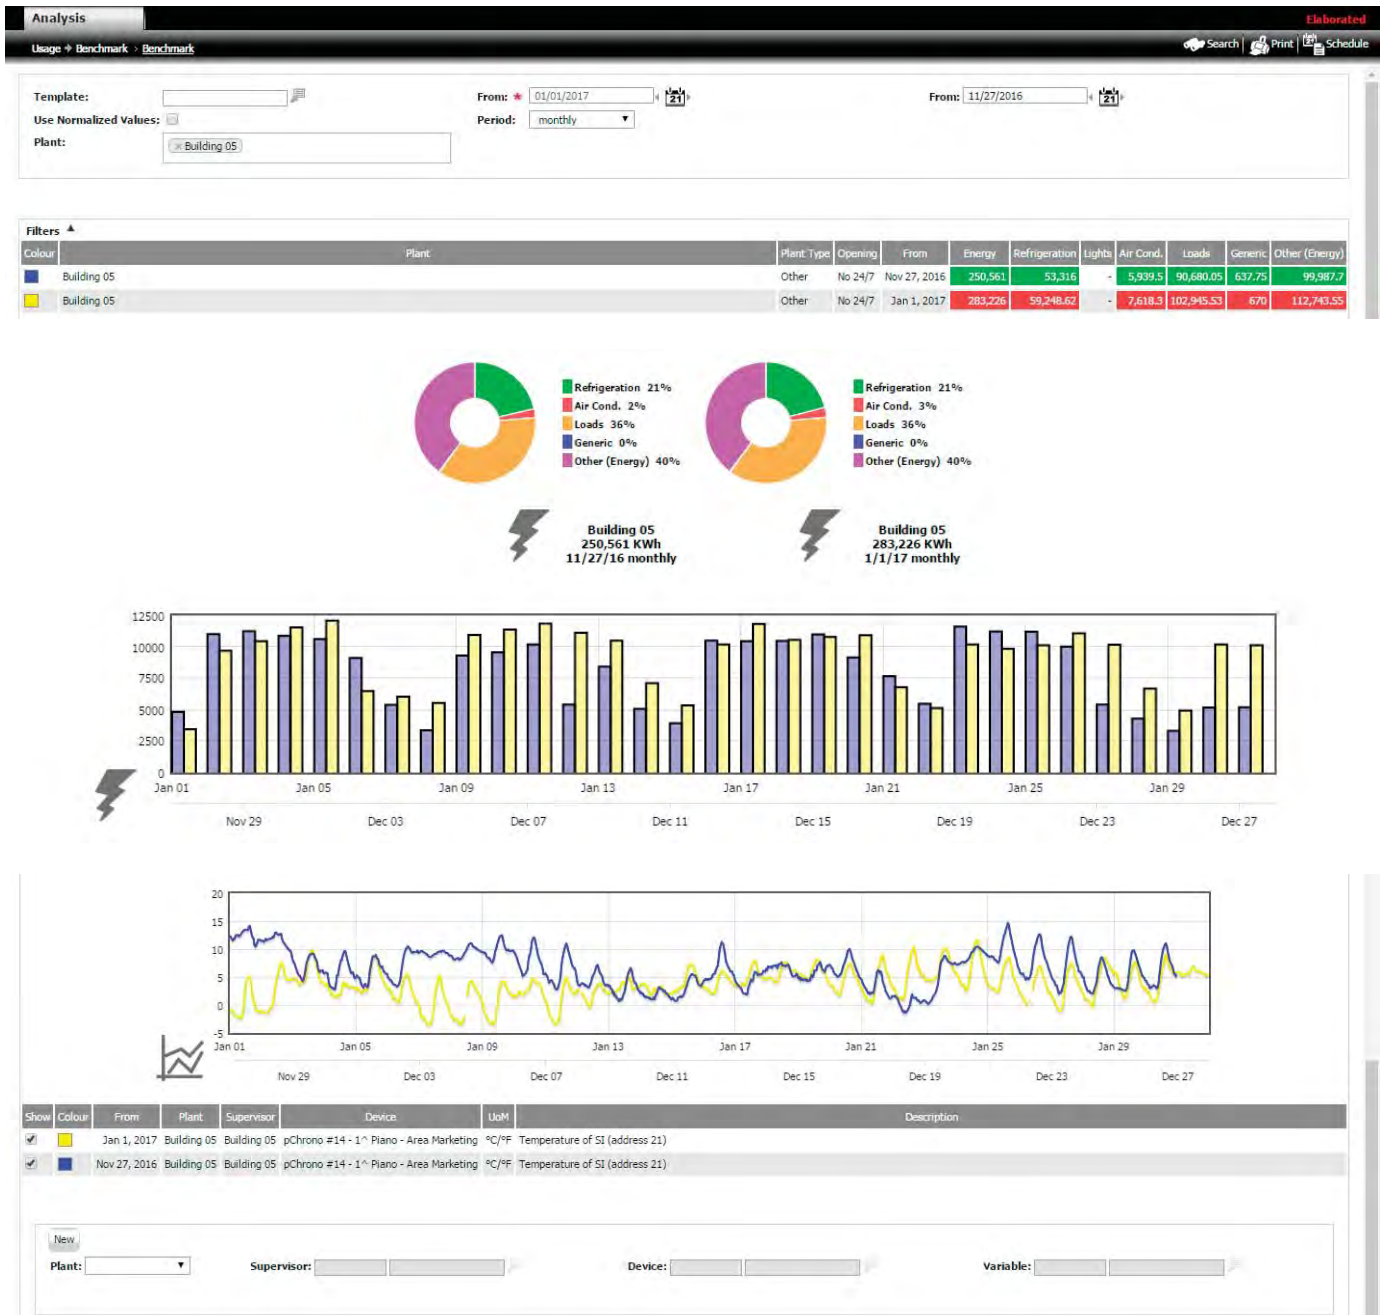 Analysis
Elaborated
Usage Benchmark > Benchmark
Search | Print | Schedule
Template: From: * 01/01/2017 21 From: 11/27/2016 21
Use Normalized Values: Period: monthly
Plant: × Building 05
Filters
Colour Plant Plant Type Opening From Energy Refrigeration Lights Air Cond. Loads Generic Other (Energy)
Building 05 Other No 24/7 Nov 27, 2016 250,561 53,316 - 5,939.5 90,680.05 637.75 99,987.7
Building 05 Other No 24/7 Jan 1, 2017 283,226 59,248.62 - 7,618.3 102,945.53 670 112,743.55
Refrigeration 21%
Air Cond. 2%
Loads 36%
Generic 0%
Other (Energy) 40%
Refrigeration 21%
Air Cond. 3%
Loads 36%
Generic 0%
Other (Energy) 40%
Building 05
250,561 KWh
11/27/16 monthly
Building 05
283,226 KWh
1/1/17 monthly
12500
10000
7500
5000
2500
0
Jan 01 Jan 05 Jan 09 Jan 13 Jan 17 Jan 21 Jan 25 Jan 29
Nov 29 Dec 03 Dec 07 Dec 11 Dec 15 Dec 19 Dec 23 Dec 27
20
15
10
5
0
-5
Jan 01 Jan 05 Jan 09 Jan 13 Jan 17 Jan 21 Jan 25 Jan 29
Nov 29 Dec 03 Dec 07 Dec 11 Dec 15 Dec 19 Dec 23 Dec 27
Show Colour From Plant Supervisor Device UoM Description
Jan 1, 2017 Building 05 Building 05 pChrono #14 - 1^ Piano - Area Marketing °C/°F Temperature of SI (address 21)
Nov 27, 2016 Building 05 Building 05 pChrono #14 - 1^ Piano - Area Marketing °C/°F Temperature of SI (address 21)
New
Plant: Supervisor: Device: Variable: